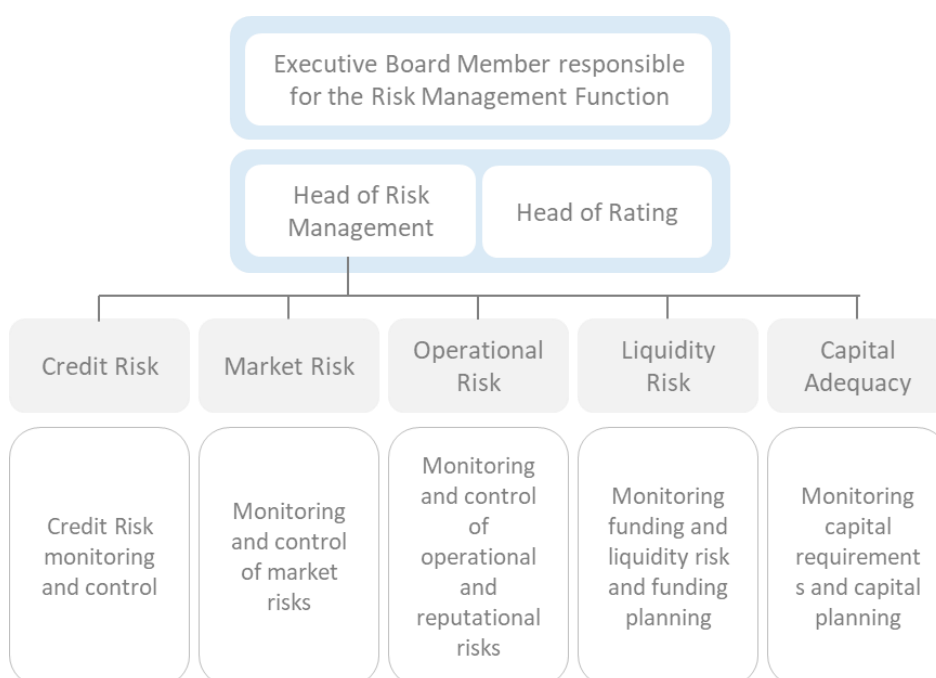 Executive Board Member responsible
for the Risk Management Function
Head of Risk
Management
Head of Rating
Credit Risk
Market Risk
Operational
Risk
Liquidity
Risk
Capital
Adequacy
Credit Risk
monitoring
and control
Monitoring
and control
of market
risks
Monitoring
and control
of
operational
and
reputational
risks
Monitoring
funding and
liquidity risk
and funding
planning
Monitoring
capital
requirement
s and capital
planning